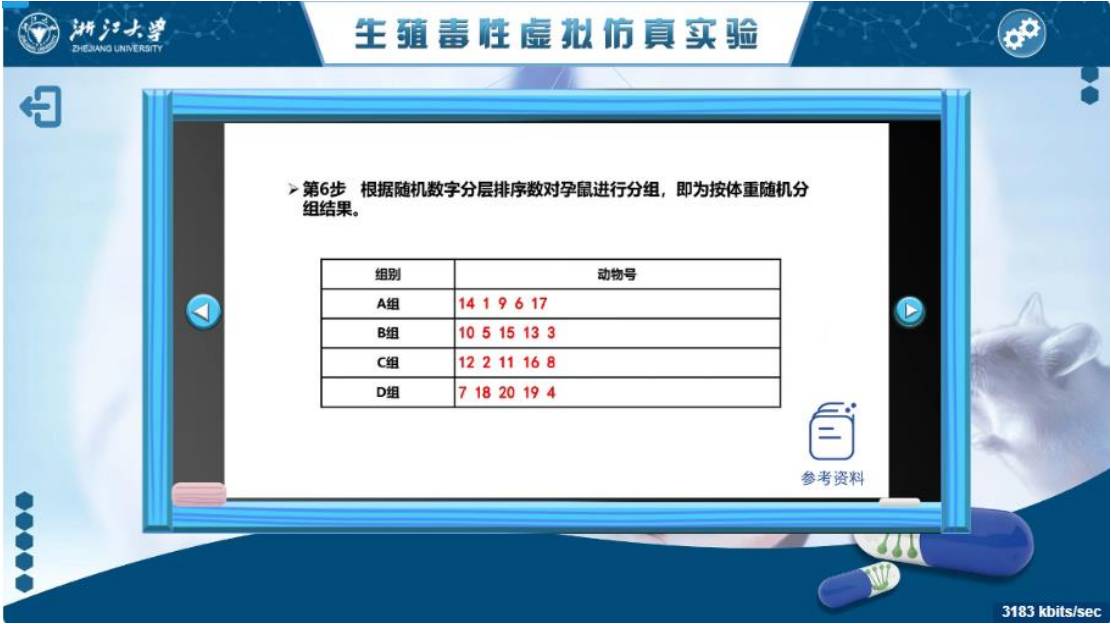 浙江大学
ZHEJIANG UNIVERSITY
生殖毒性虚拟仿真实验
➢ 第6步 根据随机数字分层排序数对孕鼠进行分组，即为按体重随机分
组结果。
组别 动物号
A组 14 1 9 6 17
B组 10 5 15 13 3
C组 12 2 11 16 8
D组 7 18 20 19 4
参考资料
3183 kbits/sec